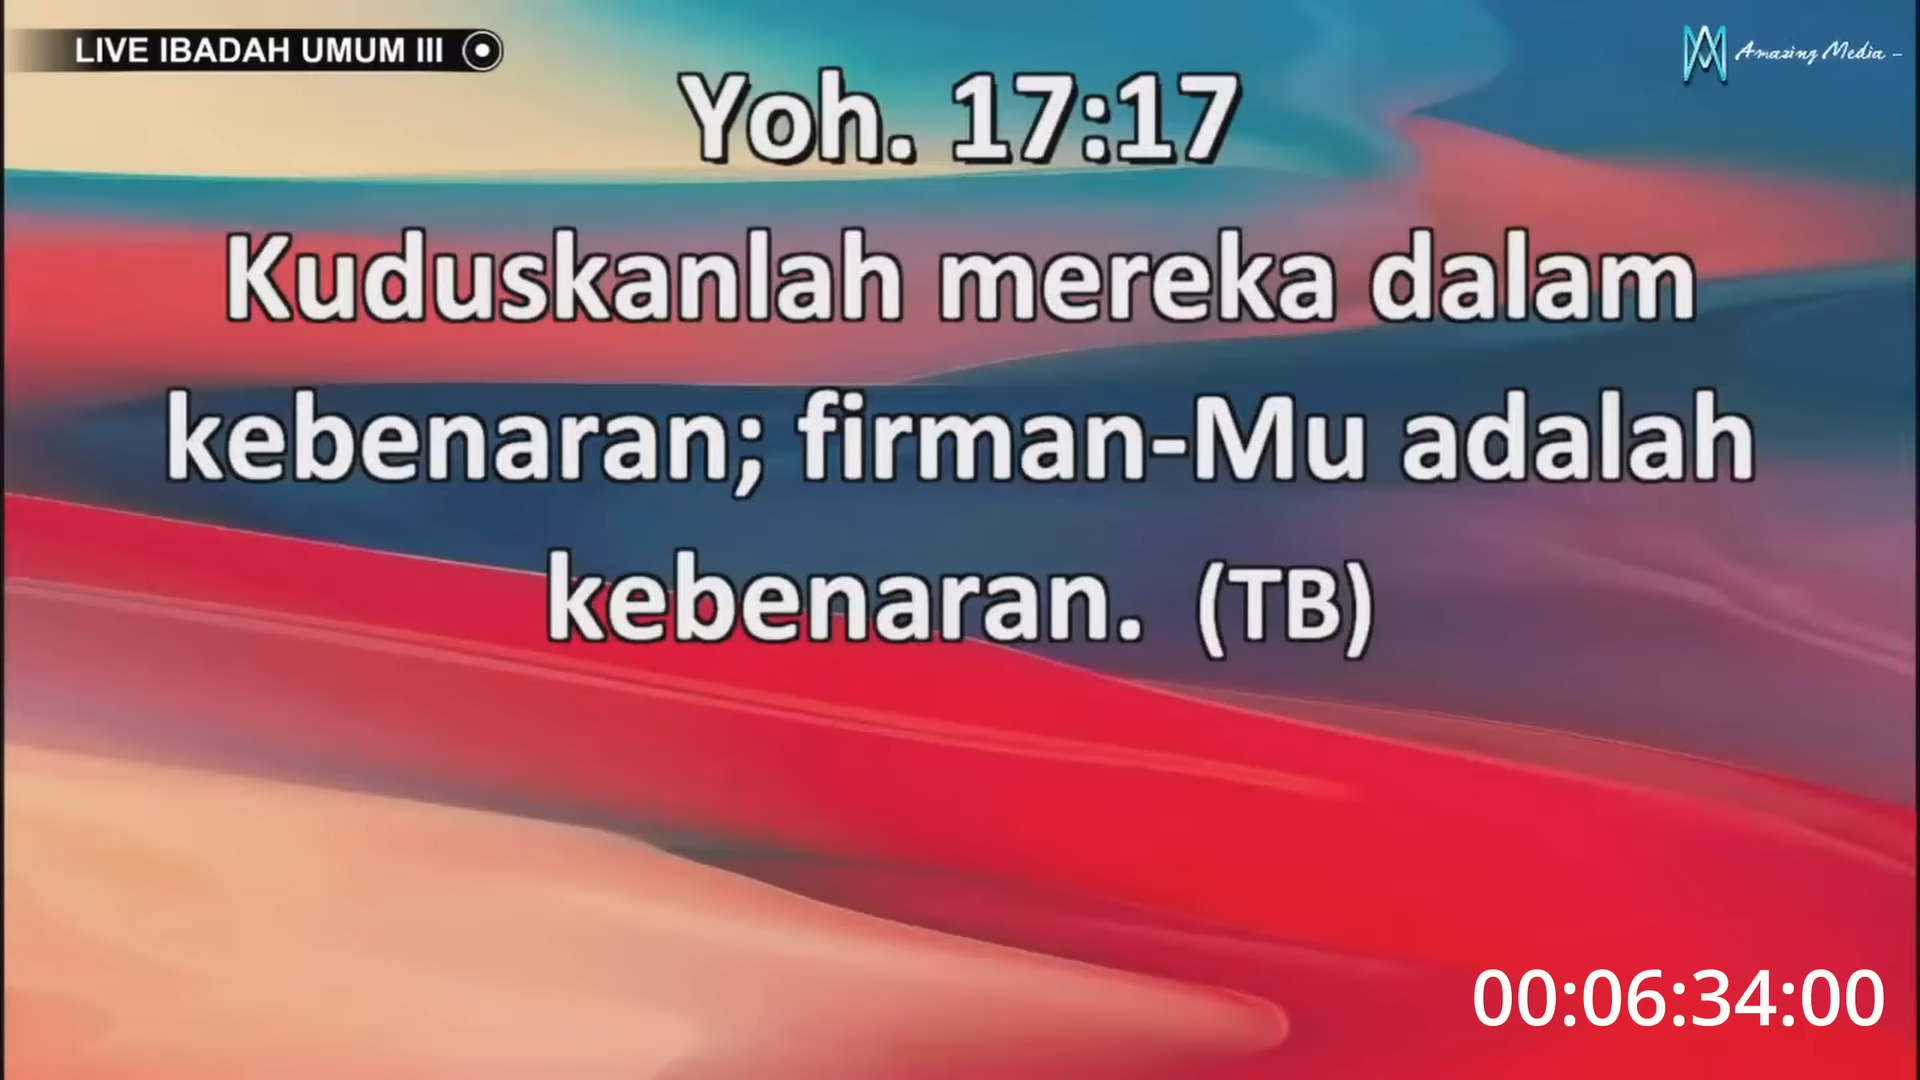 LIVE IBADAH UMUM III
Amazing Media -
Yoh. 17:17
Kuduskanlah mereka dalam
kebenaran; firman-Mu adalah
kebenaran. (TB)
00:06:34:00